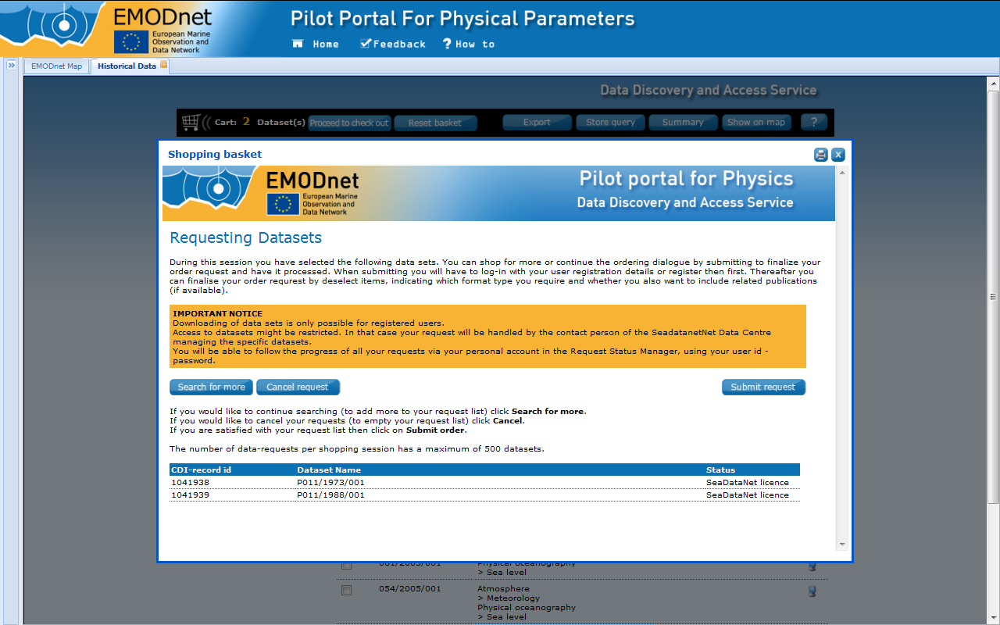 EMODnet
European Marine
Observation and
Data Network
Pilot Portal For Physical Parameters
Home Feedback ? How to
EMODnet Map Historical Data
Data Discovery and Access Service
Cart: 2 Dataset(s) Proceed to check out Reset basket Export Store query Summary Show on map ?
Shopping basket
X
EMODnet
European Marine
Observation and
Data Network
Pilot portal for Physics
Data Discovery and Access Service
Requesting Datasets
During this session you have selected the following data sets. You can shop for more or continue the ordering dialogue by submitting to finalize your
order request and have it processed. When submitting you will have to log-in with your user registration details or register then first. Thereafter you
can finalise your order requrest by deselect items, indicating which format type you require and whether you also want to include related publications
(if available).
IMPORTANT NOTICE
Downloading of data sets is only possible for registered users.
Access to datasets might be restricted. In that case your request will be handled by the contact person of the SeadatanetNet Data Centre
managing the specific datasets.
You will be able to follow the progress of all your requests via your personal account in the Request Status Manager, using your user id -
password.
Search for more Cancel request Submit request
If you would like to continue searching (to add more to your request list) click Search for more.
If you would like to cancel your requests (to empty your request list) click Cancel.
If you are satisfied with your request list then click on Submit order.
The number of data-requests per shopping session has a maximum of 500 datasets.
CDI-record id Dataset Name Status
1041938 P011/1973/001 SeaDataNet licence
1041939 P011/1988/001 SeaDataNet licence
Physical oceanography
> Sea level
054/2005/001 Atmosphere
> Meteorology
Physical oceanography
> Sea level